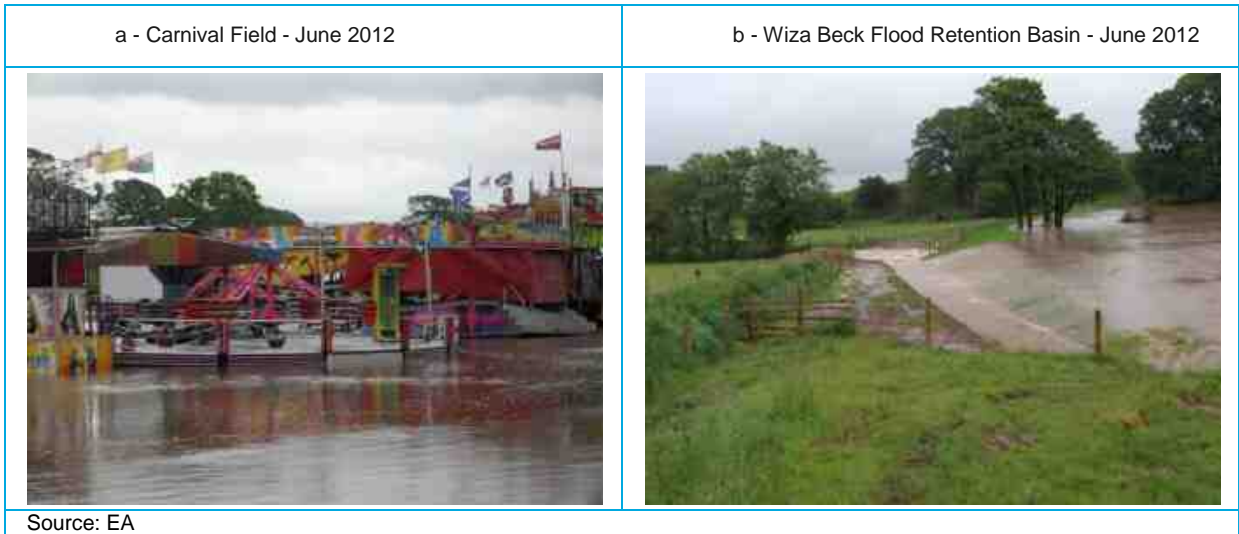 a - Carnival Field - June 2012
b - Wiza Beck Flood Retention Basin - June 2012
Source: EA